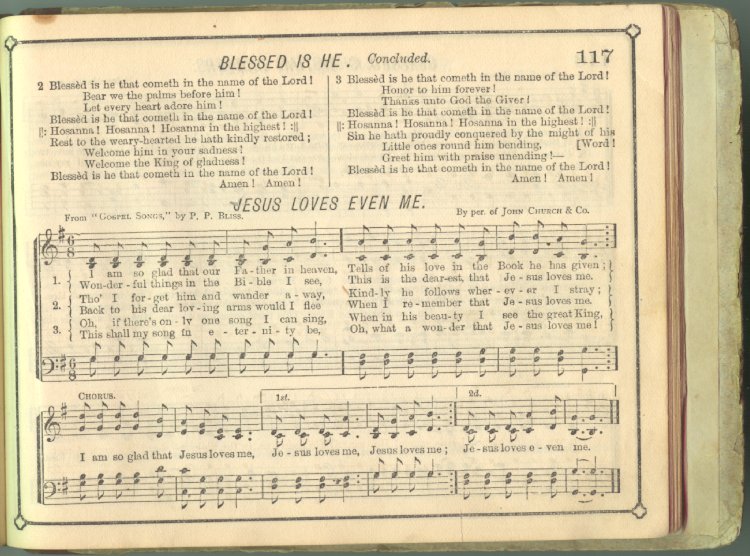 BLESSED IS HE. Concluded. 117
2 Blessèd is he that cometh in the name of the Lord!
Bear we the palms before him!
Let every heart adore him!
Blessèd is he that cometh in the name of the Lord!
||: Hosanna! Hosanna! Hosanna in the highest! :||
Rest to the weary-hearted he hath kindly restored;
Welcome him in your sadness!
Welcome the King of gladness!
Blessèd is he that cometh in the name of the Lord!
Amen! Amen!
3 Blessèd is he that cometh in the name of the Lord!
Honor to him forever!
Thanks unto God the Giver!
Blessèd is he that cometh in the name of the Lord!
||: Hosanna! Hosanna! Hosanna in the highest! :||
Sin he hath proudly conquered by the might of his
Little ones round him bending, [Word!
Greet him with praise unending!—
Blessèd is he that cometh in the name of the Lord!
Amen! Amen!
JESUS LOVES EVEN ME.
From "Gospel Songs," by P. P. Bliss. By per. of John Church & Co.
1. { I am so glad that our Fa-ther in heaven, Tells of his love in the Book he has given; }
{ Won-der-ful things in the Bi-ble I see, This is the dear-est, that Je-sus loves me. }
2. { Tho' I for-get him and wander a-way, Kind-ly he follows wher-ev-er I stray; }
{ Back to his dear lov-ing arms would I flee When I re-member that Je-sus loves me. }
3. { Oh, if there's on-ly one song I can sing, When in his beau-ty I see the great King, }
{ This shall my song in e-ter-ni-ty be, Oh, what a won-der that Je-sus loves me! }
CHORUS. 1st. 2d.
I am so glad that Jesus loves me, Je-sus loves me, Jesus loves me; Je-sus loves e-ven me.